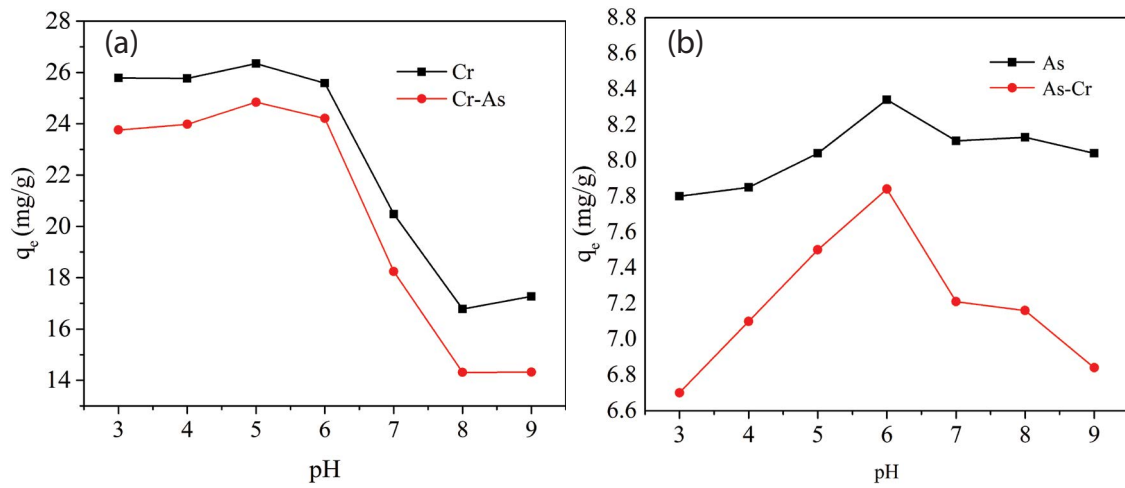 (a)
Cr
Cr-As
28
26
24
22
20
18
16
14
qe (mg/g)
3 4 5 6 7 8 9
pH
(b)
As
As-Cr
8.8
8.6
8.4
8.2
8.0
7.8
7.6
7.4
7.2
7.0
6.8
6.6
qe (mg/g)
3 4 5 6 7 8 9
pH